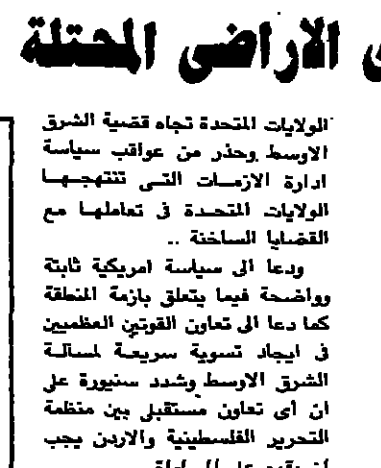 الاراضى المحتلة
الولايات المتحدة تجاه قضية الشرق
الاوسط وحذر من عواقب سياسة
ادارة الازمات التى تنتهجها
الولايات المتحدة فى تعاملها مع
القضايا الساخنة ..
ودعا الى سياسة امريكية ثابتة
وواضحة فيما يتعلق بازمة المنطقة
كما دعا الى تعاون القوتين العظميين
فى ايجاد تسوية سريعة لمسالة
الشرق الاوسط وشدد سنيورة على
ان أى تعاون مستقبلى بين منظمة
التحرير الفلسطينية والاردن يجب